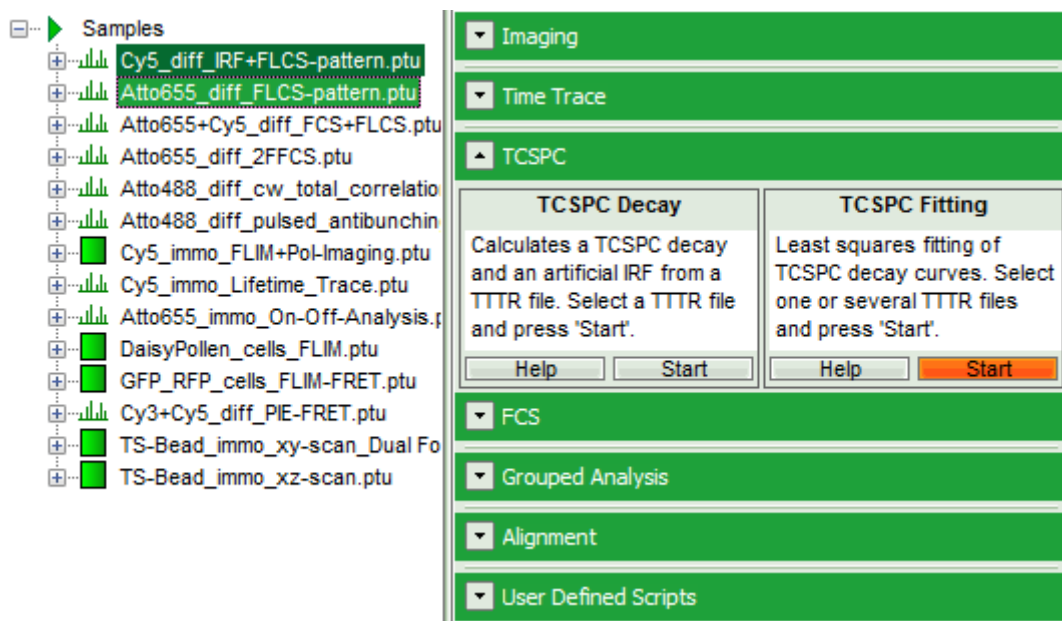 Samples
Cy5_diff_IRF+FLCS-pattern.ptu
Atto655_diff_FLCS-pattern.ptu
Atto655+Cy5_diff_FCS+FLCS.ptu
Atto655_diff_2FFCS.ptu
Atto488_diff_cw_total_correlatio
Atto488_diff_pulsed_antibunchin
Cy5_immo_FLIM+Pol-Imaging.ptu
Cy5_immo_Lifetime_Trace.ptu
Atto655_immo_On-Off-Analysis.p
DaisyPollen_cells_FLIM.ptu
GFP_RFP_cells_FLIM-FRET.ptu
Cy3+Cy5_diff_PIE-FRET.ptu
TS-Bead_immo_xy-scan_Dual Fo
TS-Bead_immo_xz-scan.ptu
Imaging
Time Trace
TCSPC
TCSPC Decay
Calculates a TCSPC decay
and an artificial IRF from a
TTTR file. Select a TTTR file
and press 'Start'.
Help Start
TCSPC Fitting
Least squares fitting of
TCSPC decay curves. Select
one or several TTTR files
and press 'Start'.
Help Start
FCS
Grouped Analysis
Alignment
User Defined Scripts